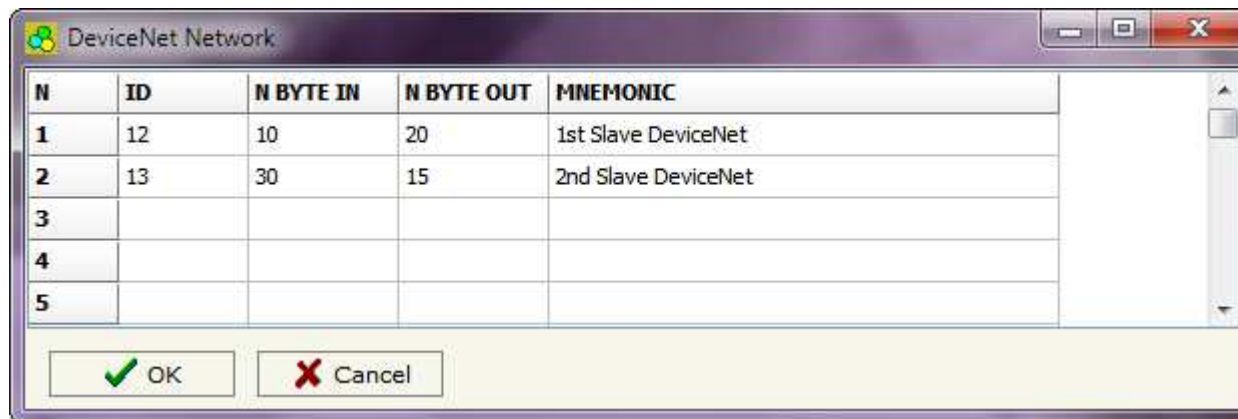 DeviceNet Network
N ID N BYTE IN N BYTE OUT MNEMONIC
1 12 10 20 1st Slave DeviceNet
2 13 30 15 2nd Slave DeviceNet
3
4
5
OK Cancel